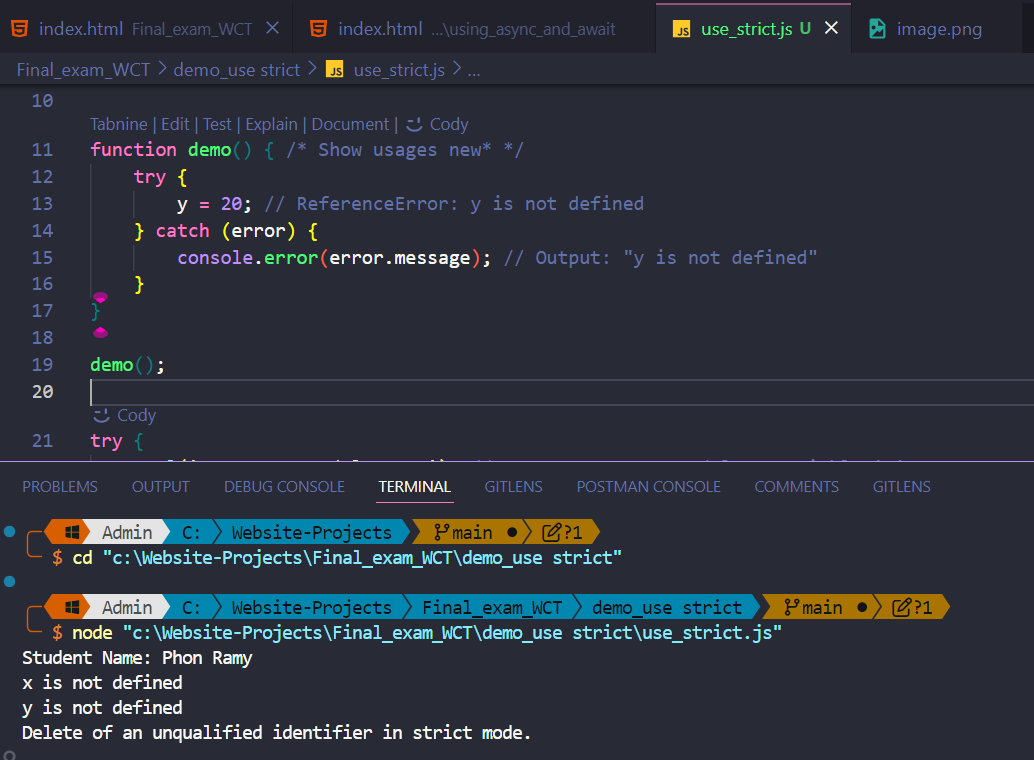 index.html Final_exam_WCT
index.html ...\using_async_and_await
JS use_strict.js U
image.png
Final_exam_WCT > demo_use strict > JS use_strict.js > ...
10
Tabnine | Edit | Test | Explain | Document | Cody
11 function demo() { /* Show usages new* */
12 try {
13 y = 20; // ReferenceError: y is not defined
14 } catch (error) {
15 console.error(error.message); // Output: "y is not defined"
16 }
17 }
18
19 demo();
20
Cody
21 try {
PROBLEMS OUTPUT DEBUG CONSOLE TERMINAL GITLENS POSTMAN CONSOLE COMMENTS GITLENS
Admin C: Website-Projects main ● ?1
$ cd "c:\Website-Projects\Final_exam_WCT\demo_use strict"
Admin C: Website-Projects Final_exam_WCT demo_use strict main ● ?1
$ node "c:\Website-Projects\Final_exam_WCT\demo_use strict\use_strict.js"
Student Name: Phon Ramy
x is not defined
y is not defined
Delete of an unqualified identifier in strict mode.